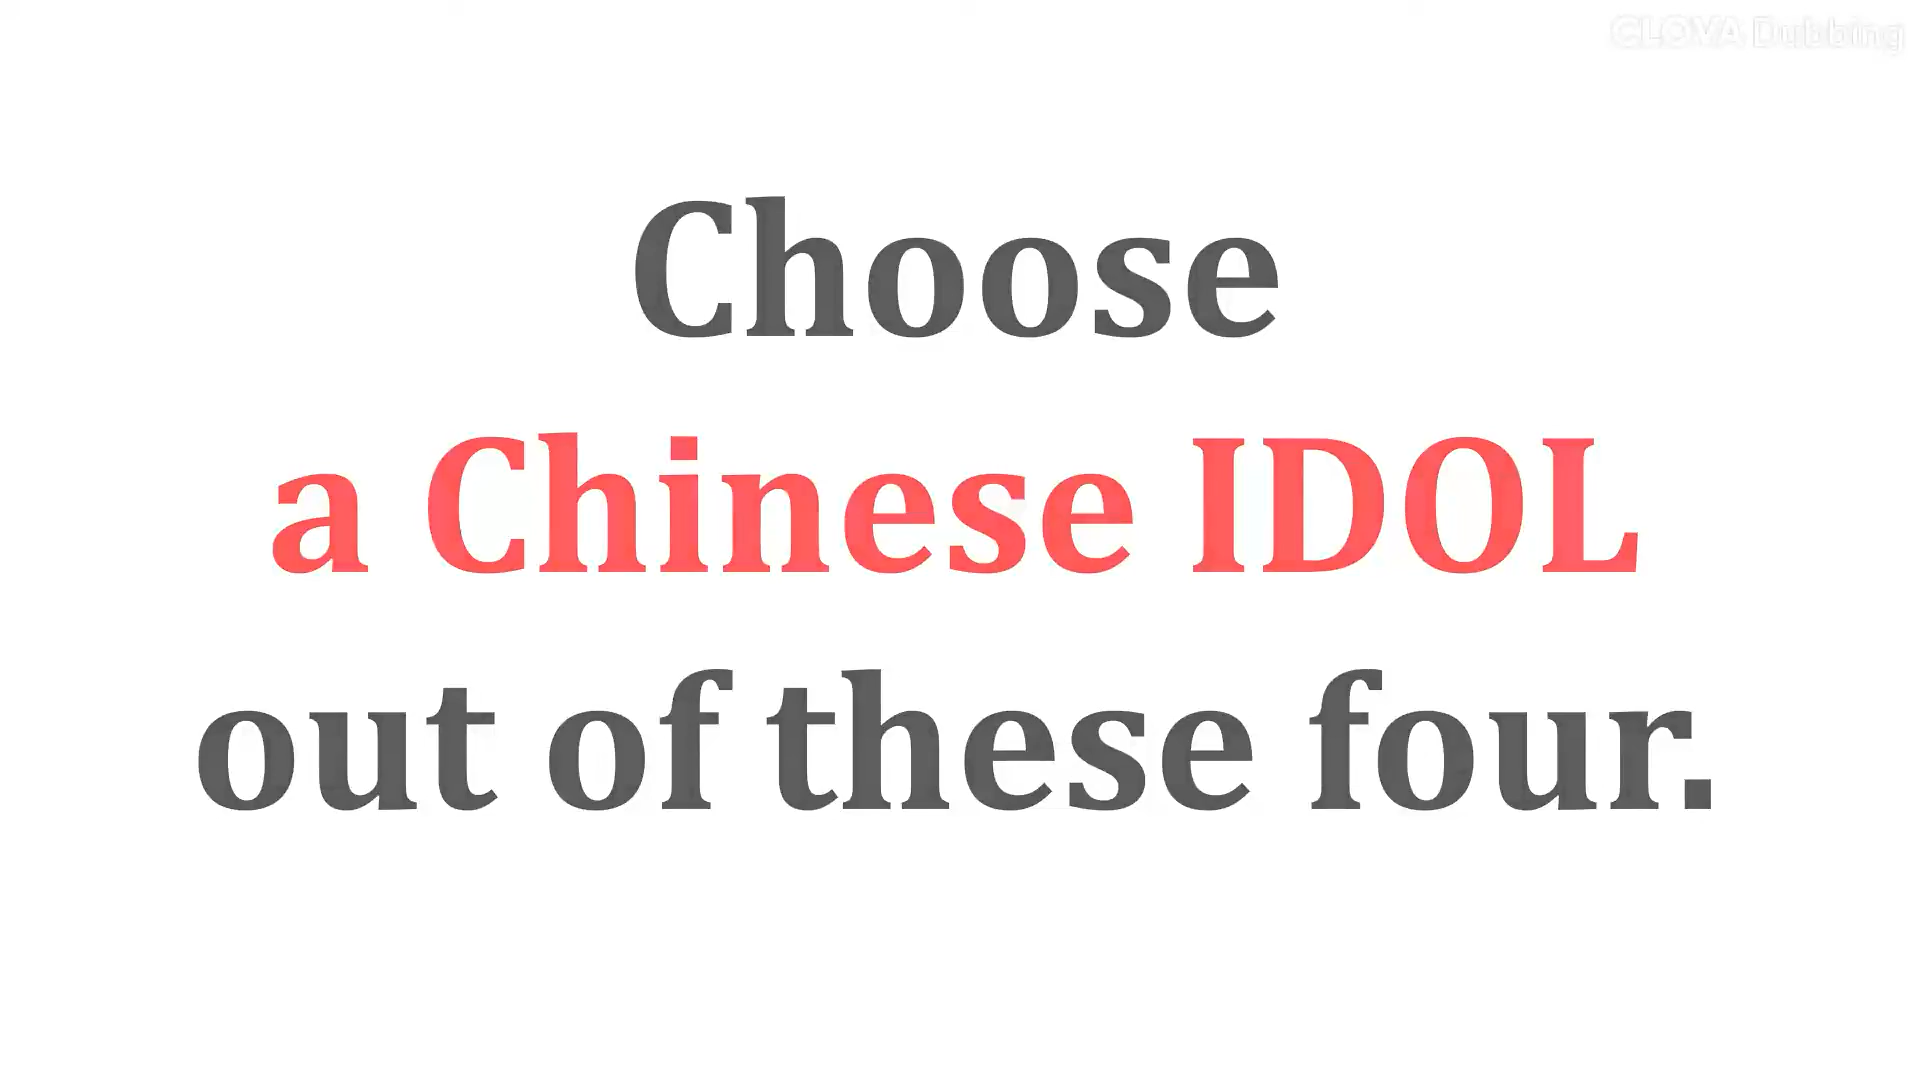 CLOVA Dubbing
Choose
a Chinese IDOL
out of these four.